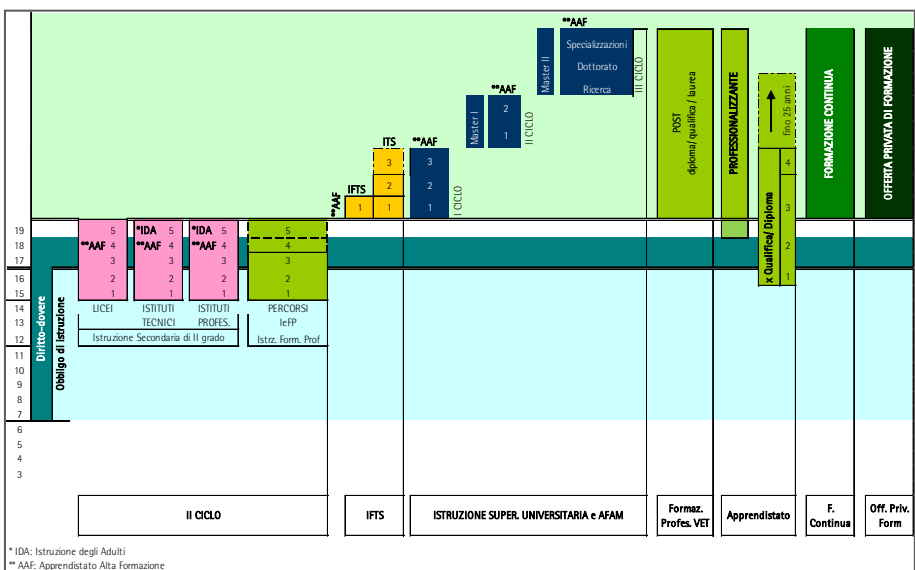 **AAF
Specializzazioni
Dottorato
Ricerca
Master II
III CICLO
**AAF
Master I
2
1
II CICLO
ITS
**AAF
3
2
1
I CICLO
IFTS
**AAF
1
3
2
1
POST
diploma/ qualifica / laurea
PROFESSIONALIZZANTE
fino 25 anni
x Qualifica/ Diploma
4
3
2
1
FORMAZIONE CONTINUA
OFFERTA PRIVATA DI FORMAZIONE
19
18
17
16
15
14
13
12
11
10
9
8
7
6
5
4
3
Diritto-dovere
Obbligo di Istruzione
5
**AAF 4
3
2
1
LICEI
*IDA 5
**AAF 4
3
2
1
ISTITUTI
TECNICI
*IDA 5
**AAF 4
3
2
1
ISTITUTI
PROFES.
Istruzione Secondaria di II grado
5
4
3
2
1
PERCORSI
IeFP
Istrz. Form. Prof
II CICLO
IFTS
ISTRUZIONE SUPER. UNIVERSITARIA e AFAM
Formaz.
Profes. VET
Apprendistato
F.
Continua
Off. Priv.
Form
* IDA: Istruzione degli Adulti
** AAF: Apprendistato Alta Formazione